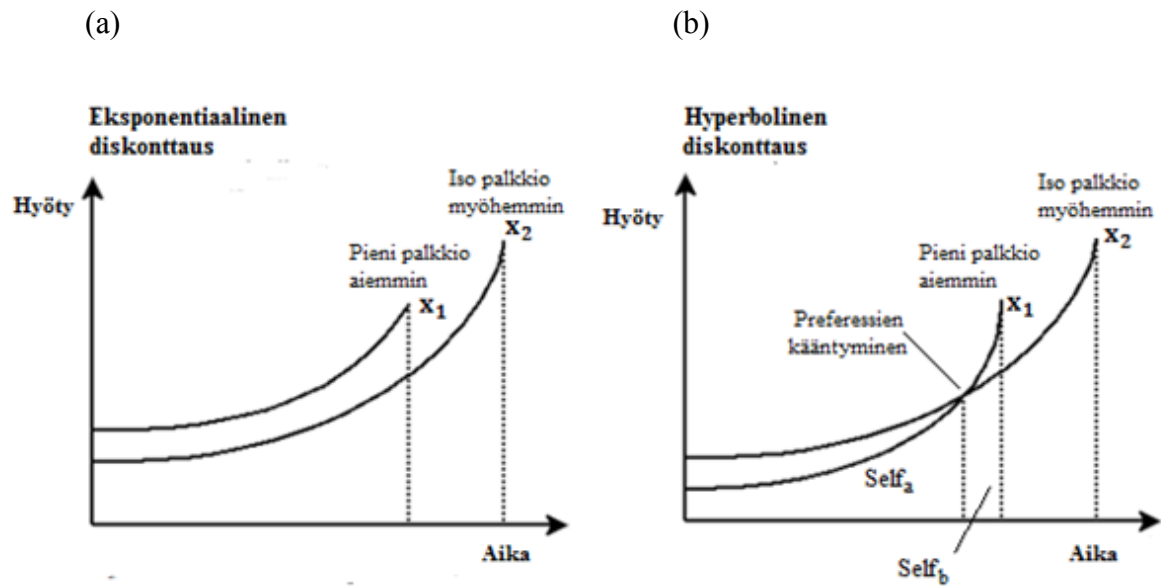 (a)
Eksponentiaalinen
diskonttaus
Hyöty
Iso palkkio
myöhemmin
x₂
Pieni palkkio
aiemmin
x₁
Aika
(b)
Hyperbolinen
diskonttaus
Hyöty
Iso palkkio
myöhemmin
x₂
Pieni palkkio
aiemmin
x₁
Preferessien
kääntyminen
Selfₐ
Aika
Self_b